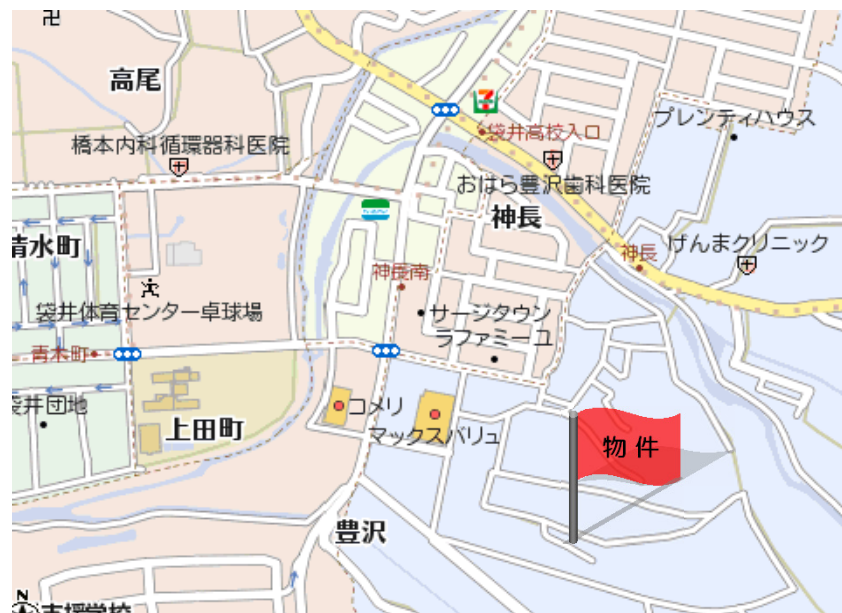 高尾
袋井高校入口
プレンティハウス
橋本内科循環器科医院
おはら豊沢歯科医院
神長
清水町
げんまクリニック
神長
神長南
袋井体育センター卓球場
サージタウン
ラファミーユ
青木町
袋井団地
コメリ
マックスバリュ
上田町
物件
豊沢
N
支援学校